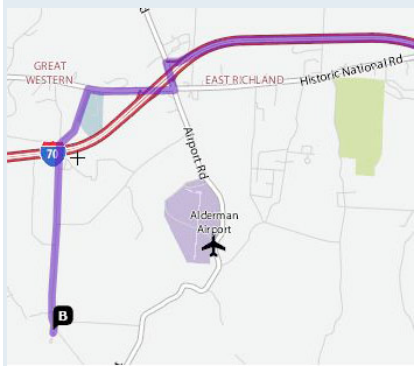 GREAT
WESTERN
EAST RICHLAND
Historic National Rd
70
Airport Rd
Alderman
Airport
B